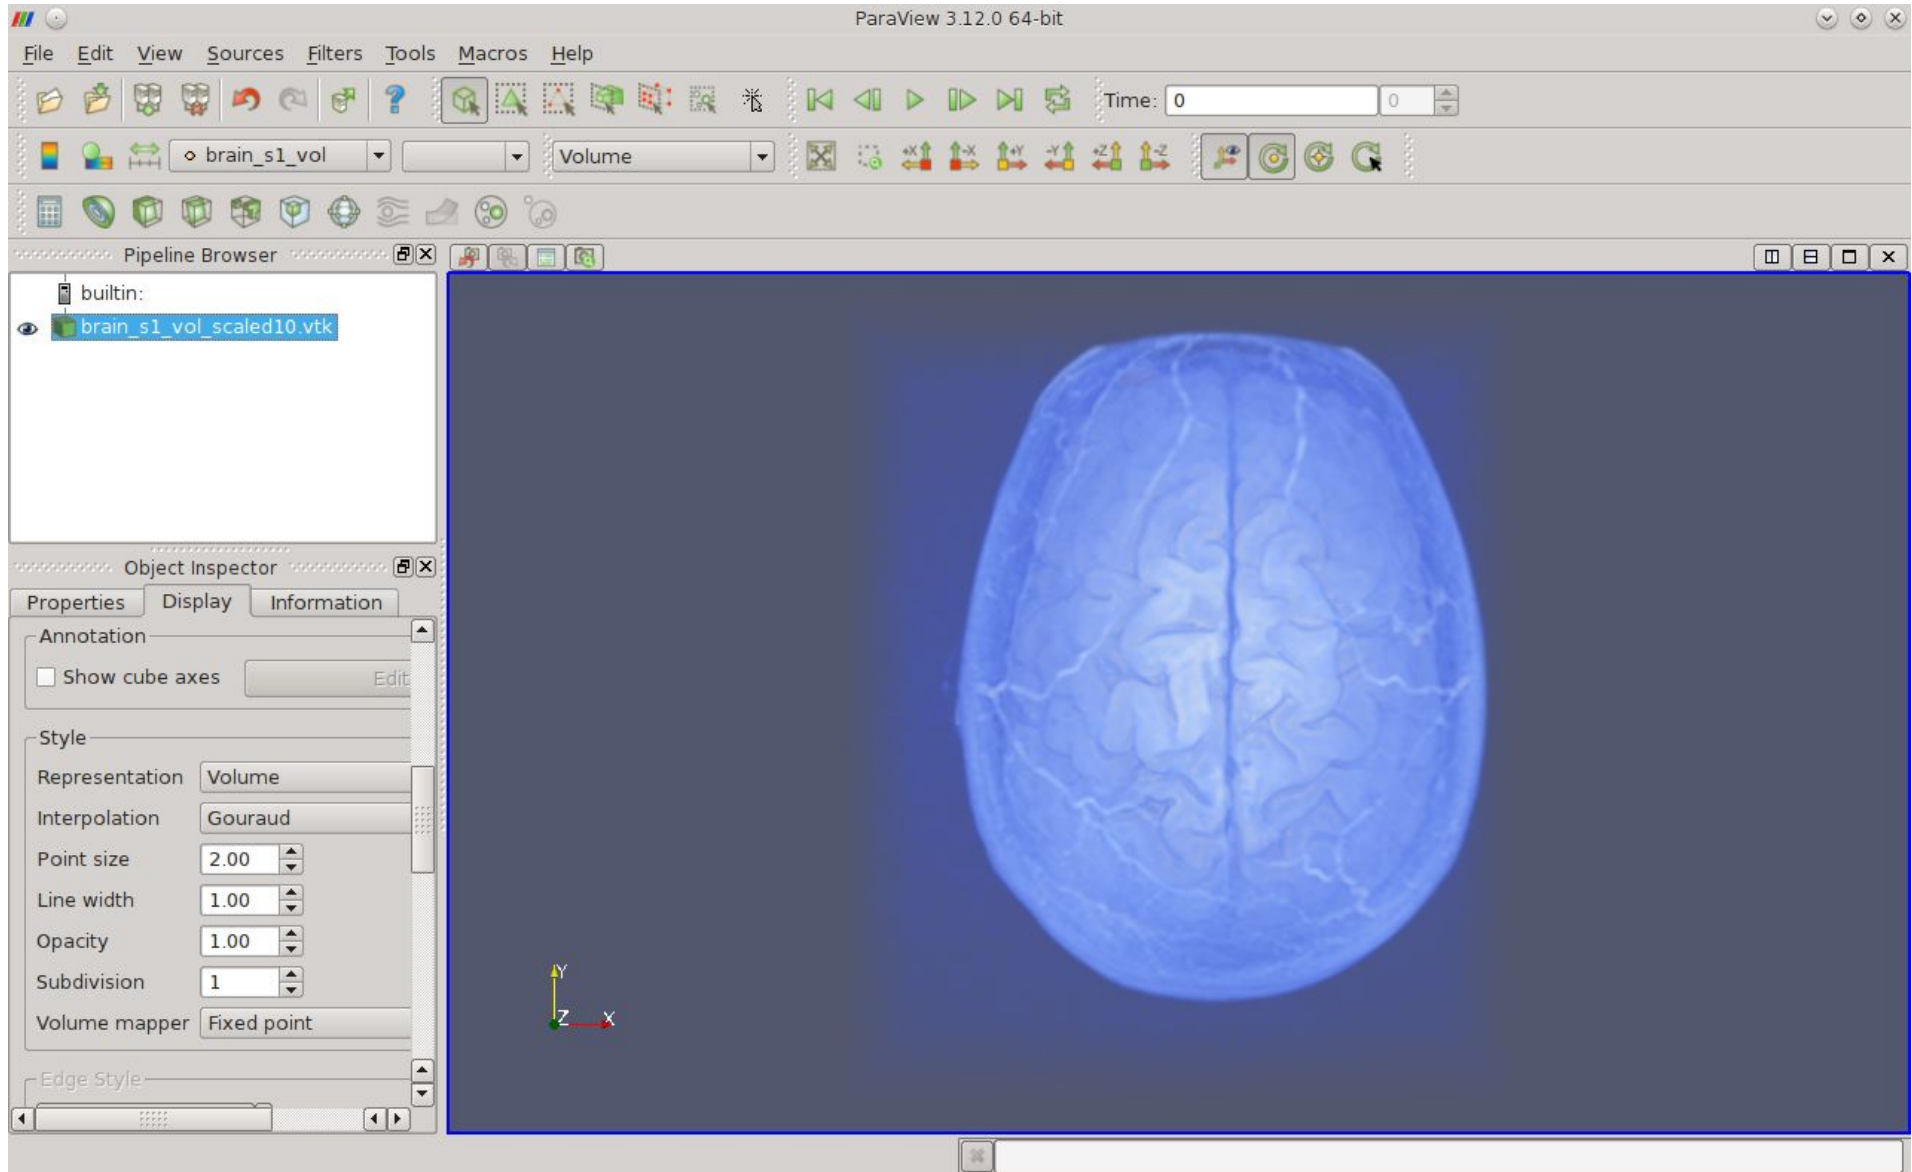 ParaView 3.12.0 64-bit
File Edit View Sources Filters Tools Macros Help
Time: 0 0
brain_s1_vol Volume
+X -X +Y -Y +Z -Z
Pipeline Browser
builtin:
brain_s1_vol_scaled10.vtk
Object Inspector
Properties Display Information
Annotation
Show cube axes Edit
Style
Representation Volume
Interpolation Gouraud
Point size 2.00
Line width 1.00
Opacity 1.00
Subdivision 1
Volume mapper Fixed point
Edge Style
Y
Z X